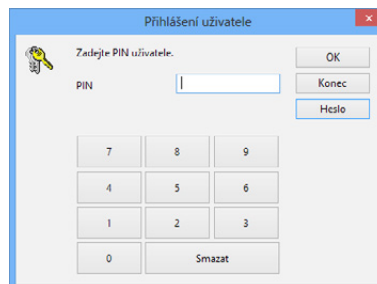 Přihlášení uživatele
x
Zadejte PIN uživatele.
OK
PIN
Konec
Heslo
7 8 9
4 5 6
1 2 3
0 Smazat